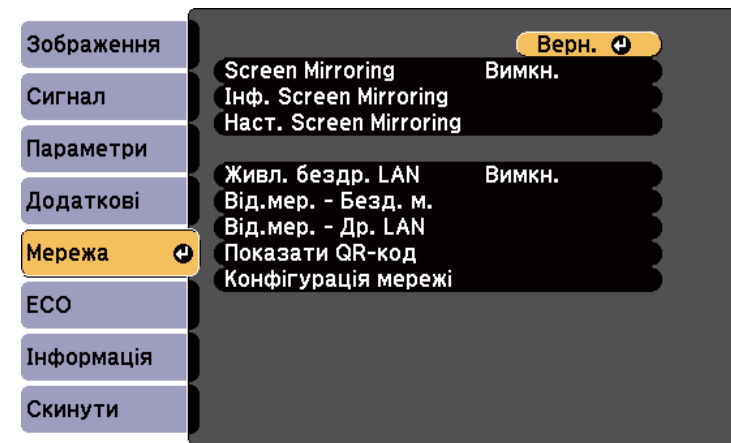 Зображення
Сигнал
Параметри
Додаткові
Мережа
ECO
Інформація
Скинути
Верн.
Screen Mirroring Вимкн.
Інф. Screen Mirroring
Наст. Screen Mirroring
Живл. бездр. LAN Вимкн.
Від.мер. - Безд. м.
Від.мер. - Др. LAN
Показати QR-код
Конфігурація мережі